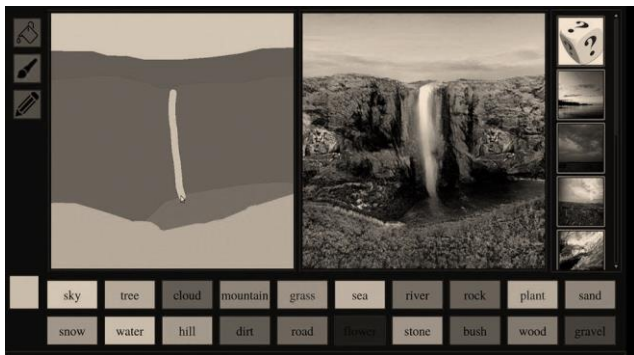 ? ?
sky tree cloud mountain grass sea river rock plant sand
snow water hill dirt road flower stone bush wood gravel